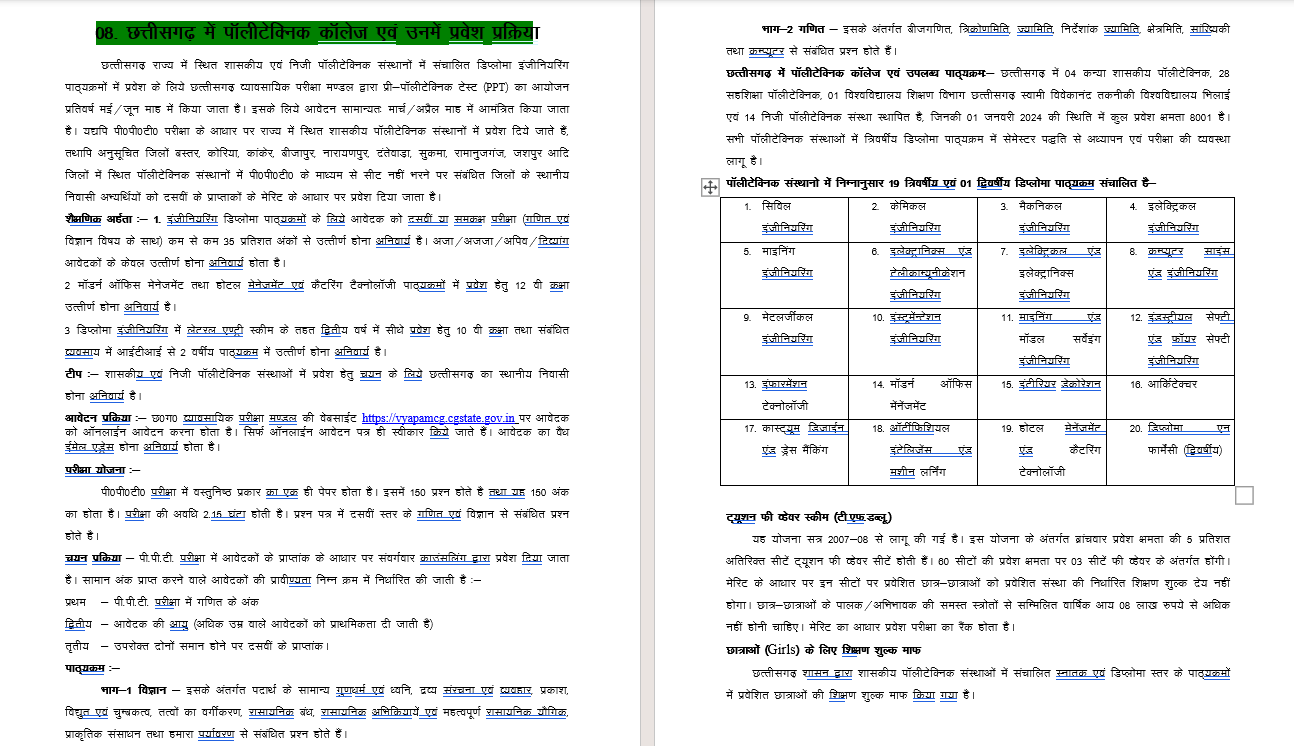 08. छत्तीसगढ़ में पॉलीटेक्निक कॉलेज एवं उनमें प्रवेश प्रक्रिया
छत्तीसगढ़ राज्य में स्थित शासकीय एवं निजी पॉलीटेक्निक संस्थानों में संचालित डिप्लोमा इंजीनियरिंग
पाठ्यक्रमों में प्रवेश के लिये छत्तीसगढ़ व्यावसायिक परीक्षा मण्डल द्वारा प्री–पॉलीटेक्निक टेस्ट (PPT) का आयोजन
प्रतिवर्ष मई/जून माह में किया जाता है। इसके लिये आवेदन सामान्यतः मार्च/अप्रैल माह में आमंत्रित किया जाता
है। यद्यपि पी0पी0टी0 परीक्षा के आधार पर राज्य में स्थित शासकीय पॉलीटेक्निक संस्थानों में प्रवेश दिये जाते हैं,
तथापि अनुसूचित जिलों बस्तर, कोरिया, कांकेर, बीजापुर, नारायणपुर, दंतेवाड़ा, सुकमा, रामानुजगंज, जशपुर आदि
जिलों में स्थित पॉलीटेक्निक संस्थानों में पी0पी0टी0 के माध्यम से सीट नहीं भरने पर संबंधित जिलों के स्थानीय
निवासी अभ्यर्थियों को दसवीं के प्राप्ताकों के मेरिट के आधार पर प्रवेश दिया जाता है।
शैक्षणिक अर्हता :– 1. इंजीनियरिंग डिप्लोमा पाठ्यक्रमों के लिये आवेदक को दसवीं या समकक्ष परीक्षा (गणित एवं
विज्ञान विषय के साथ) कम से कम 35 प्रतिशत अंकों से उत्तीर्ण होना अनिवार्य है। अजा/अजजा/अपिव/दिव्यांग
आवेदकों के केवल उत्तीर्ण होना अनिवार्य होता है।
2 मॉडर्न ऑफिस मेनेजमेंट तथा होटल मेनेजमेंट एवं कैटरिंग टैक्नोलॉजी पाठ्यक्रमों में प्रवेश हेतु 12 वी कक्षा
उत्तीर्ण होना अनिवार्य है।
3 डिप्लोमा इंजीनियरिंग में लेटरल एण्ट्री स्कीम के तहत द्वितीय वर्ष में सीधे प्रवेश हेतु 10 वी कक्षा तथा संबंधित
व्यवसाय में आईटीआई से 2 वर्षीय पाठ्यक्रम में उत्तीर्ण होना अनिवार्य है।
टीप :– शासकीय एवं निजी पॉलीटेक्निक संस्थाओं में प्रवेश हेतु चयन के लिये छत्तीसगढ़ का स्थानीय निवासी
होना अनिवार्य है।
आवेदन प्रक्रिया :– छ0ग0 व्यावसायिक परीक्षा मण्डल की वेबसाईट https://vyapamcg.cgstate.gov.in पर आवेदक
को ऑनलाईन आवेदन करना होता है। सिर्फ ऑनलाईन आवेदन पत्र ही स्वीकार किये जाते हैं। आवेदक का वैध
ईमेल एड्रेस होना अनिवार्य होता है।
परीक्षा योजना :–
पी0पी0टी0 परीक्षा में वस्तुनिष्ठ प्रकार का एक ही पेपर होता है। इसमें 150 प्रश्न होते है तथा यह 150 अंक
का होता है। परीक्षा की अवधि 2.15 घंटा होती है। प्रश्न पत्र में दसवीं स्तर के गणित एवं विज्ञान से संबंधित प्रश्न
होते है।
चयन प्रक्रिया – पी.पी.टी. परीक्षा में आवेदकों के प्राप्तांक के आधार पर संवर्गवार काउंसलिंग द्वारा प्रवेश दिया जाता
है। सामान अंक प्राप्त करने वाले आवेदकों की प्रावीण्यता निम्न क्रम में निर्धारित की जाती है :–
प्रथम – पी.पी.टी. परीक्षा में गणित के अंक
द्वितीय – आवेदक की आयु (अधिक उम्र वाले आवेदकों को प्राथमिकता दी जाती है)
तृतीय – उपरोक्त दोनों समान होने पर दसवीं के प्राप्तांक।
पाठ्यक्रम :–
भाग–1 विज्ञान – इसके अंतर्गत पदार्थ के सामान्य गुणधर्म एवं ध्वनि, द्रव्य संरचना एवं व्यवहार, प्रकाश,
विद्युत एवं चुम्बकत्व, तत्वों का वर्गीकरण, रासायनिक बंध, रासायनिक अभिक्रियायें एवं महत्वपूर्ण रासायनिक यौगिक,
प्राकृतिक संसाधन तथा हमारा पर्यावरण से संबंधित प्रश्न होते हैं।
भाग–2 गणित – इसके अंतर्गत बीजगणित, त्रिकोणमिति, ज्यामिति, निर्देशांक ज्यामिति, क्षेत्रमिति, सांख्यिकी
तथा कम्प्यूटर से संबंधित प्रश्न होते हैं।
छत्तीसगढ़ में पॉलिटेक्निक कॉलेज एवं उपलब्ध पाठ्यक्रमः– छत्तीसगढ़ में 04 कन्या शासकीय पॉलीटेक्निक, 28
सहशिक्षा पॉलीटेक्निक, 01 विश्वविद्यालय शिक्षण विभाग छत्तीसगढ़ स्वामी विवेकानंद तकनीकी विश्वविद्यालय भिलाई
एवं 14 निजी पॉलीटेक्निक संस्था स्थापित है, जिनकी 01 जनवरी 2024 की स्थिति में कुल प्रवेश क्षमता 8001 है।
सभी पॉलीटेक्निक संस्थाओं में त्रिवर्षीय डिप्लोमा पाठ्यक्रम में सेमेस्टर पद्धति से अध्यापन एवं परीक्षा की व्यवस्था
लागू है।
पॉलीटेक्निक संस्थानो में निम्नानुसार 19 त्रिवर्षीय एवं 01 द्विवर्षीय डिप्लोमा पाठ्यक्रम संचालित है–
1. सिविल इंजीनियरिंग
2. केमिकल इंजीनियरिंग
3. मैकनिकल इंजीनियरिंग
4. इलेक्ट्रिकल इंजीनियरिंग
5. माइनिंग इंजीनियरिंग
6. इलेक्ट्रानिक्स एंड टेलीकाम्यूनीकेशन इंजीनियरिंग
7. इलेक्ट्रिकल एंड इलेक्ट्रानिक्स इंजीनियरिंग
8. कम्प्यूटर साइंस एंड इंजीनियरिंग
9. मेटलर्जीकल इंजीनियरिंग
10. इंस्ट्रूमेंन्टेशन इंजीनियरिंग
11. माइनिंग एंड मॉडल सर्वेइंग इंजीनियरिंग
12. इंडस्ट्रीयल सेफ्टी एंड फॉयर सेफ्टी इंजीनियरिंग
13. इंफारमेंशन टेक्नोलॉजी
14. मॉडर्न ऑफिस मेंनेंजमेंट
15. इंटीरियर डेकोरेशन
16. आर्किटेक्चर
17. कास्ट्यूम डिजाईन एंड ड्रेस मैंकिंग
18. ऑर्टीफिशियल इंटेलिजेंस एंड मशीन लर्निंग
19. होटल मेनेंजमेंट एंड कैटरिंग टेक्नोलॉजी
20. डिप्लोमा एन फार्मेसी (द्विवर्षीय)
ट्यूशन फी व्हेवर स्कीम (टी.एफ.डब्लू.)
यह योजना सत्र 2007–08 से लागू की गई है। इस योजना के अंतर्गत ब्रांचवार प्रवेश क्षमता की 5 प्रतिशत
अतिरिक्त सीटें ट्यूशन फी व्हेवर सीटें होती हैं। 60 सीटों की प्रवेश क्षमता पर 03 सीटें फी व्हेवर के अंतर्गत होंगी।
मेरिट के आधार पर इन सीटों पर प्रवेशित छात्र–छात्राओं को प्रवेशित संस्था की निर्धारित शिक्षण शुल्क देय नहीं
होगा। छात्र–छात्राओं के पालक/अभिभावक की समस्त स्त्रोतों से सम्मिलित वार्षिक आय 08 लाख रुपये से अधिक
नहीं होनी चाहिए। मेरिट का आधार प्रवेश परीक्षा का रैंक होता है।
छात्राओं (Girls) के लिए शिक्षण शुल्क माफ
छत्तीसगढ़ शासन द्वारा शासकीय पॉलीटेक्निक संस्थाओं में संचालित स्नातक एवं डिप्लोमा स्तर के पाठ्यक्रमों
में प्रवेशित छात्राओं की शिक्षण शुल्क माफ किया गया है।